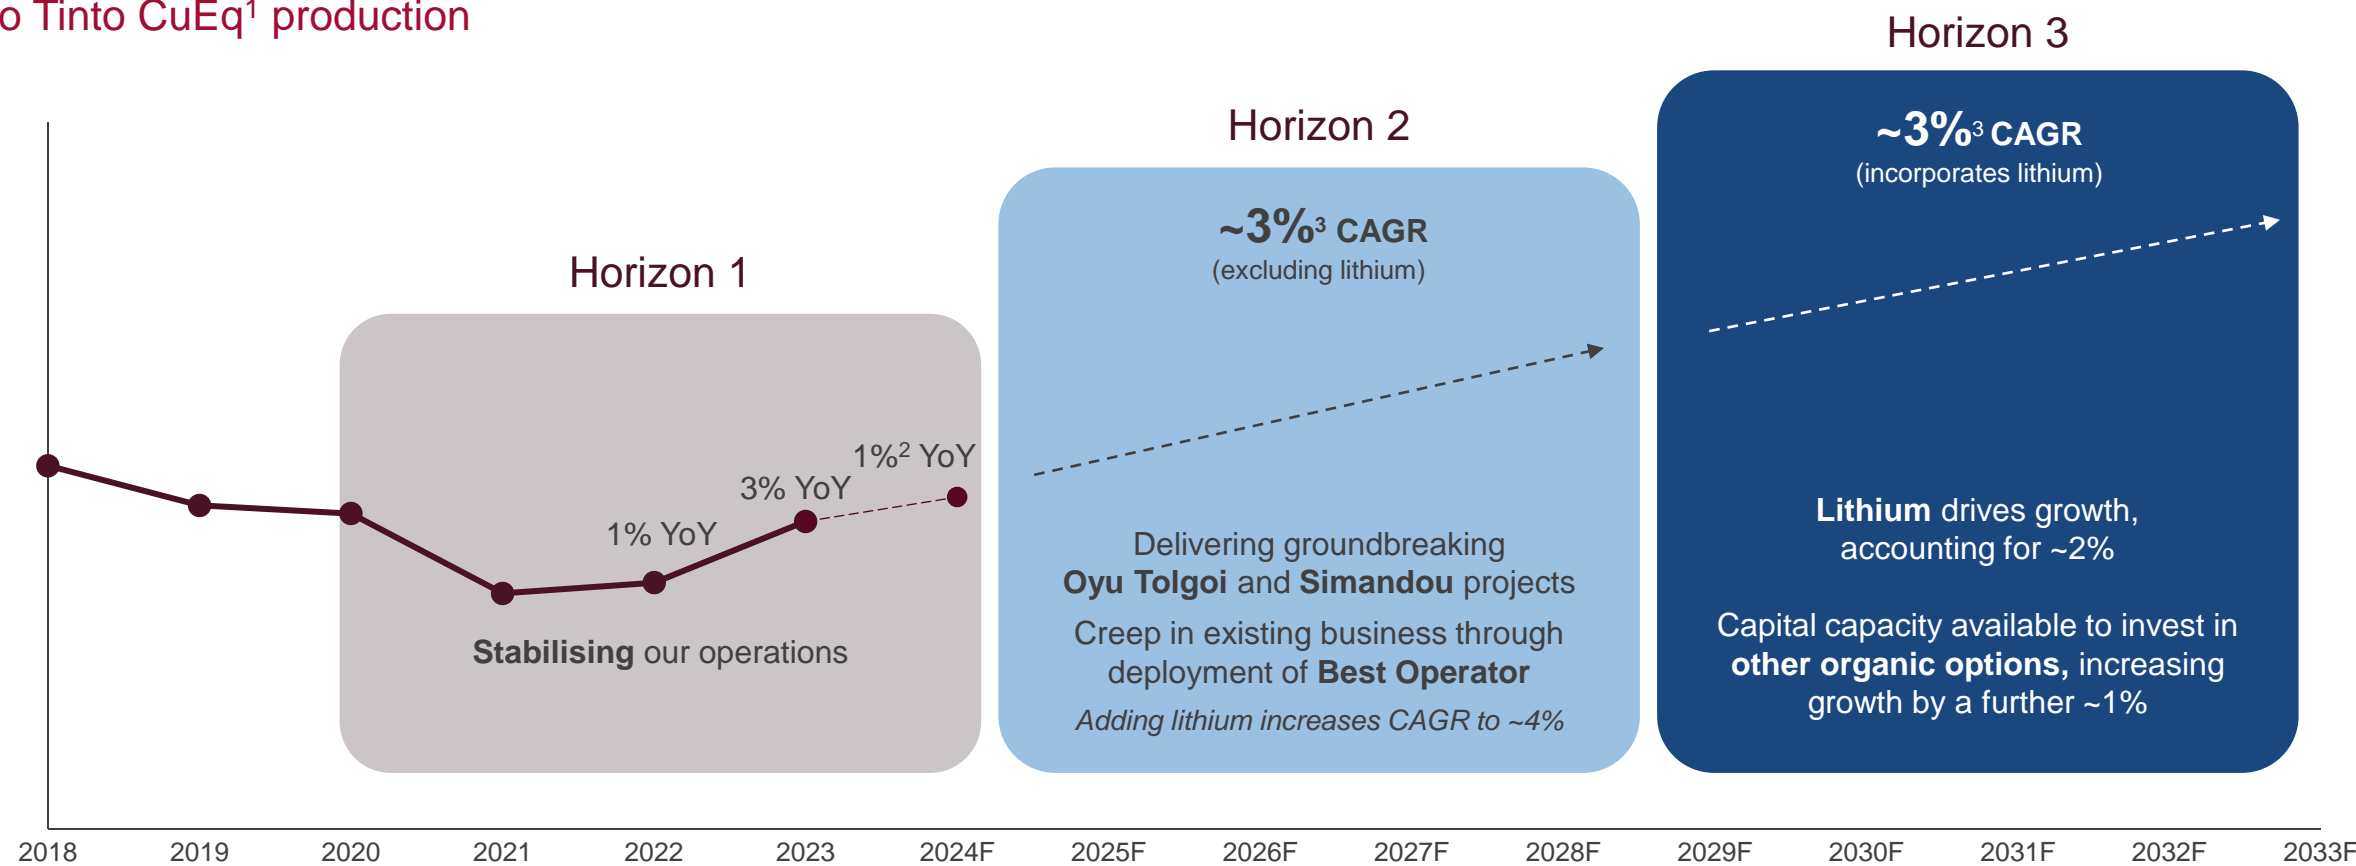 o Tinto CuEq¹ production
Horizon 1
1% YoY
3% YoY
1%² YoY
Stabilising our operations
Horizon 2
~3%³ CAGR
(excluding lithium)
Delivering groundbreaking
Oyu Tolgoi and Simandou projects
Creep in existing business through
deployment of Best Operator
Adding lithium increases CAGR to ~4%
Horizon 3
~3%³ CAGR
(incorporates lithium)
Lithium drives growth,
accounting for ~2%
Capital capacity available to invest in
other organic options, increasing
growth by a further ~1%
2018 2019 2020 2021 2022 2023 2024F 2025F 2026F 2027F 2028F 2029F 2030F 2031F 2032F 2033F